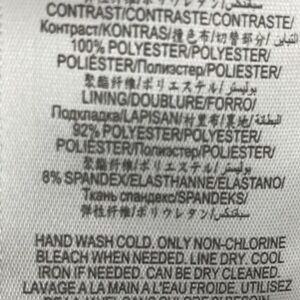 CONTRAST/CONTRASTE/CONTRASTE/
Контраст/KONTRAS/撞色布/切替部分/تباين
100% POLYESTER/POLYESTER/
POLIÉSTER/Полиэстер/POLIESTER/
聚酯纤维/ポリエステル/بوليستر
LINING/DOUBLURE/FORRO/
Подкладка/LAPISAN/衬里布/裏地/البطانة
92% POLYESTER/POLYESTER/
POLIÉSTER/Полиэстер/POLIESTER/
聚酯纤维/ポリエステル/بوليستر
8% SPANDEX/ELASTHANNE/ELASTANO/
Ткань спандекс/SPANDEKS/
弹性纤维/ポリウレタン/سباندكس
HAND WASH COLD. ONLY NON-CHLORINE
BLEACH WHEN NEEDED. LINE DRY. COOL
IRON IF NEEDED. CAN BE DRY CLEANED.
LAVAGE A LA MAIN A L'EAU FROIDE. UTILISEZ